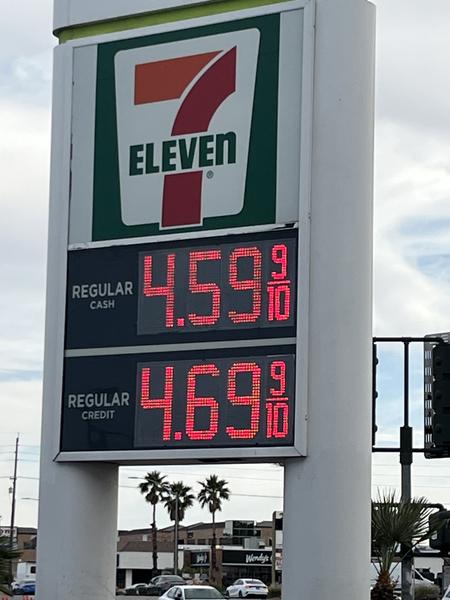 7
ELEVEn
®
REGULAR
CASH
4.59 9/10
REGULAR
CREDIT
4.69 9/10
Wendy's